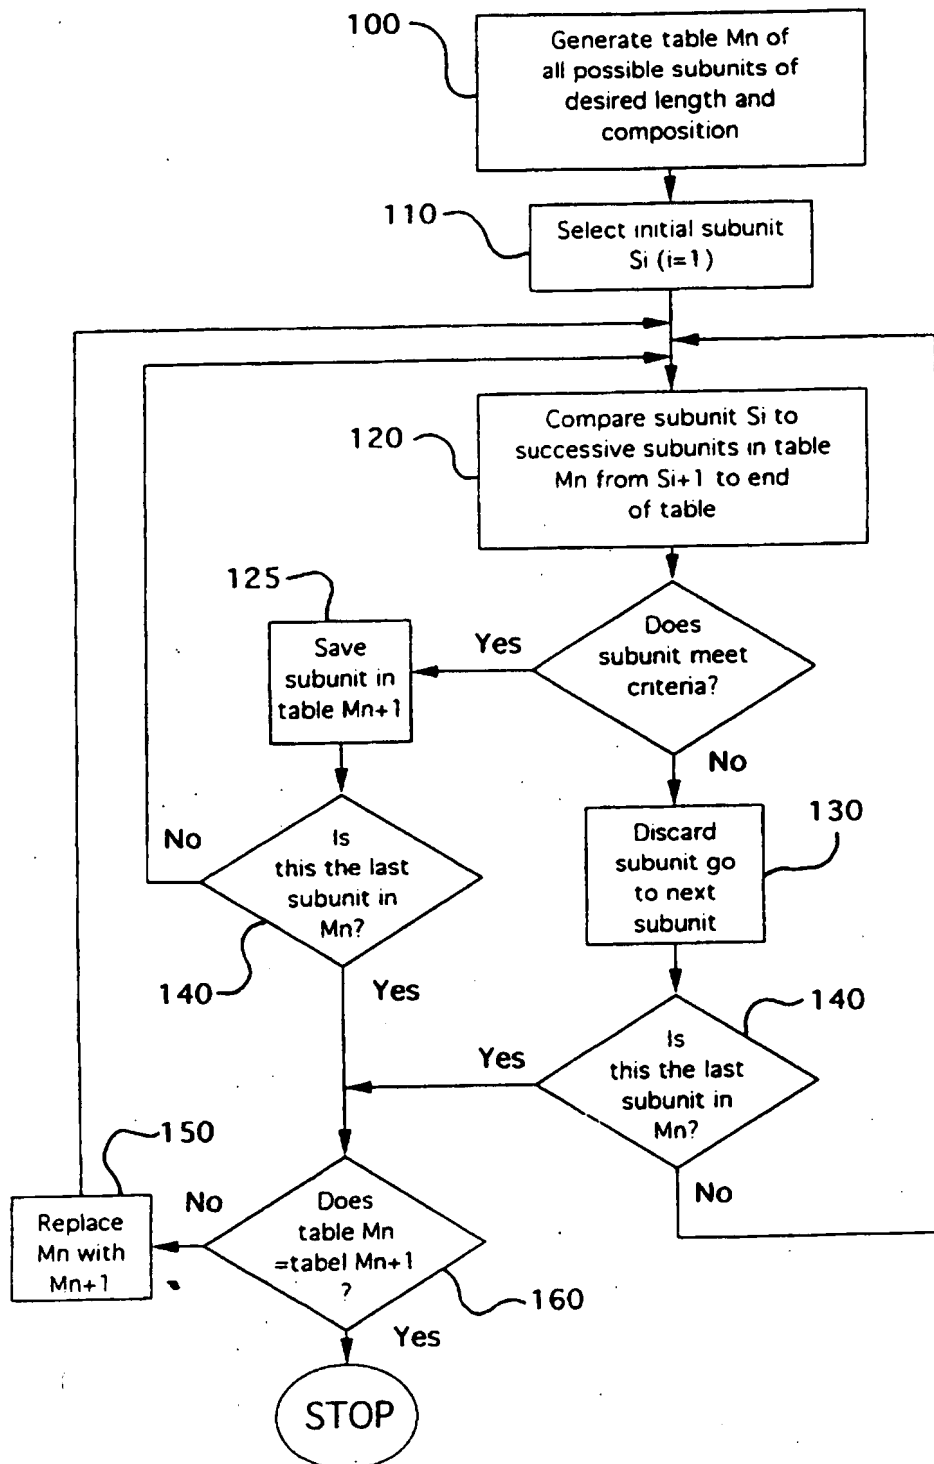 100
Generate table Mn of
all possible subunits of
desired length and
composition
110
Select initial subunit
Si (i=1)
120
Compare subunit Si to
successive subunits in table
Mn from Si+1 to end
of table
125
Save
subunit in
table Mn+1
Yes
Does
subunit meet
criteria?
No
130
Discard
subunit go
to next
subunit
No
Is
this the last
subunit in
Mn?
140
Yes
140
Yes
Is
this the last
subunit in
Mn?
No
150
Replace
Mn with
Mn+1
No
Does
table Mn
=tabel Mn+1
?
160
Yes
STOP